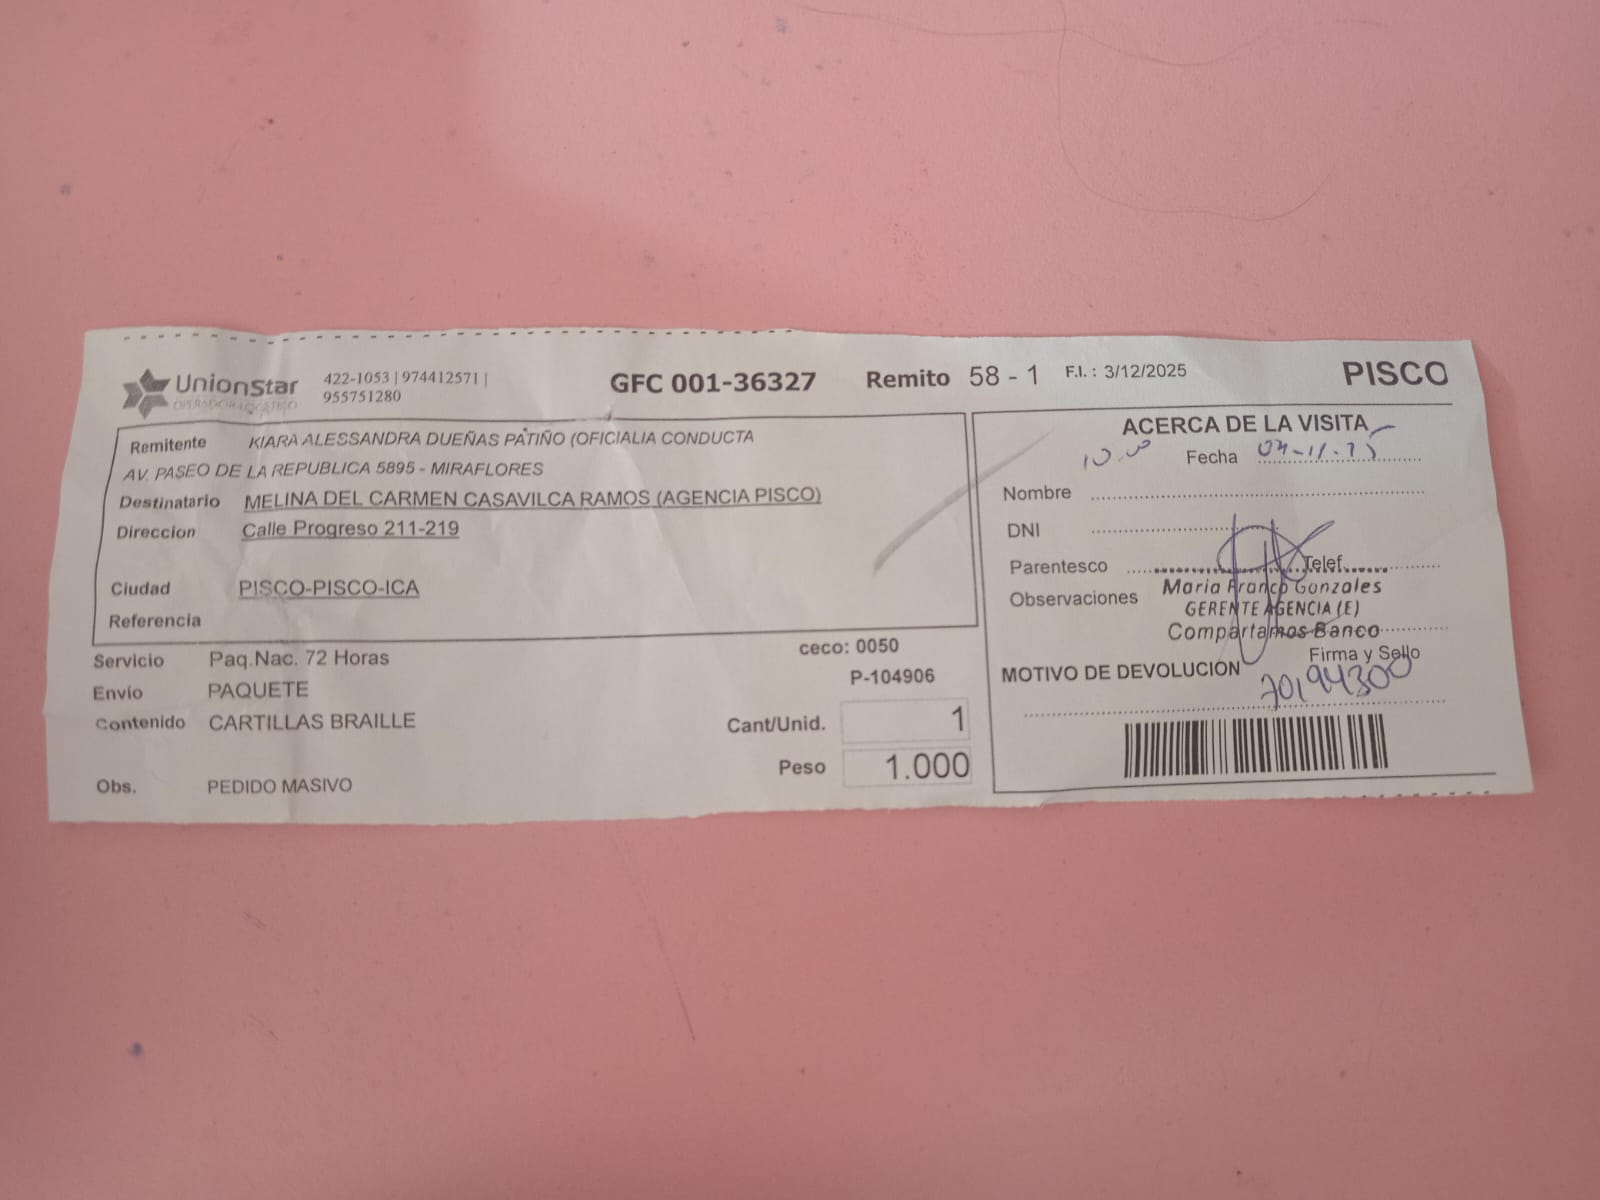 UnionStar
OPERADOR LOGISTICO
422-1053 | 974412571 |
955751280
GFC 001-36327
Remito 58 - 1
F.I. : 3/12/2025
PISCO
Remitente KIARA ALESSANDRA DUEÑAS PATIÑO (OFICIALIA CONDUCTA
AV. PASEO DE LA REPUBLICA 5895 - MIRAFLORES
Destinatario MELINA DEL CARMEN CASAVILCA RAMOS (AGENCIA PISCO)
Direccion Calle Progreso 211-219
Ciudad PISCO-PISCO-ICA
Referencia
Servicio Paq.Nac. 72 Horas
Envio PAQUETE
Contenido CARTILLAS BRAILLE
Obs. PEDIDO MASIVO
ceco: 0050
P-104906
Cant/Unid. 1
Peso 1.000
ACERCA DE LA VISITA
10.00 Fecha
Nombre
DNI
Parentesco Telef.
Observaciones
Maria Franco Gonzales
GERENTE AGENCIA (E)
Compartamos Banco
Firma y Sello
MOTIVO DE DEVOLUCION
70194300